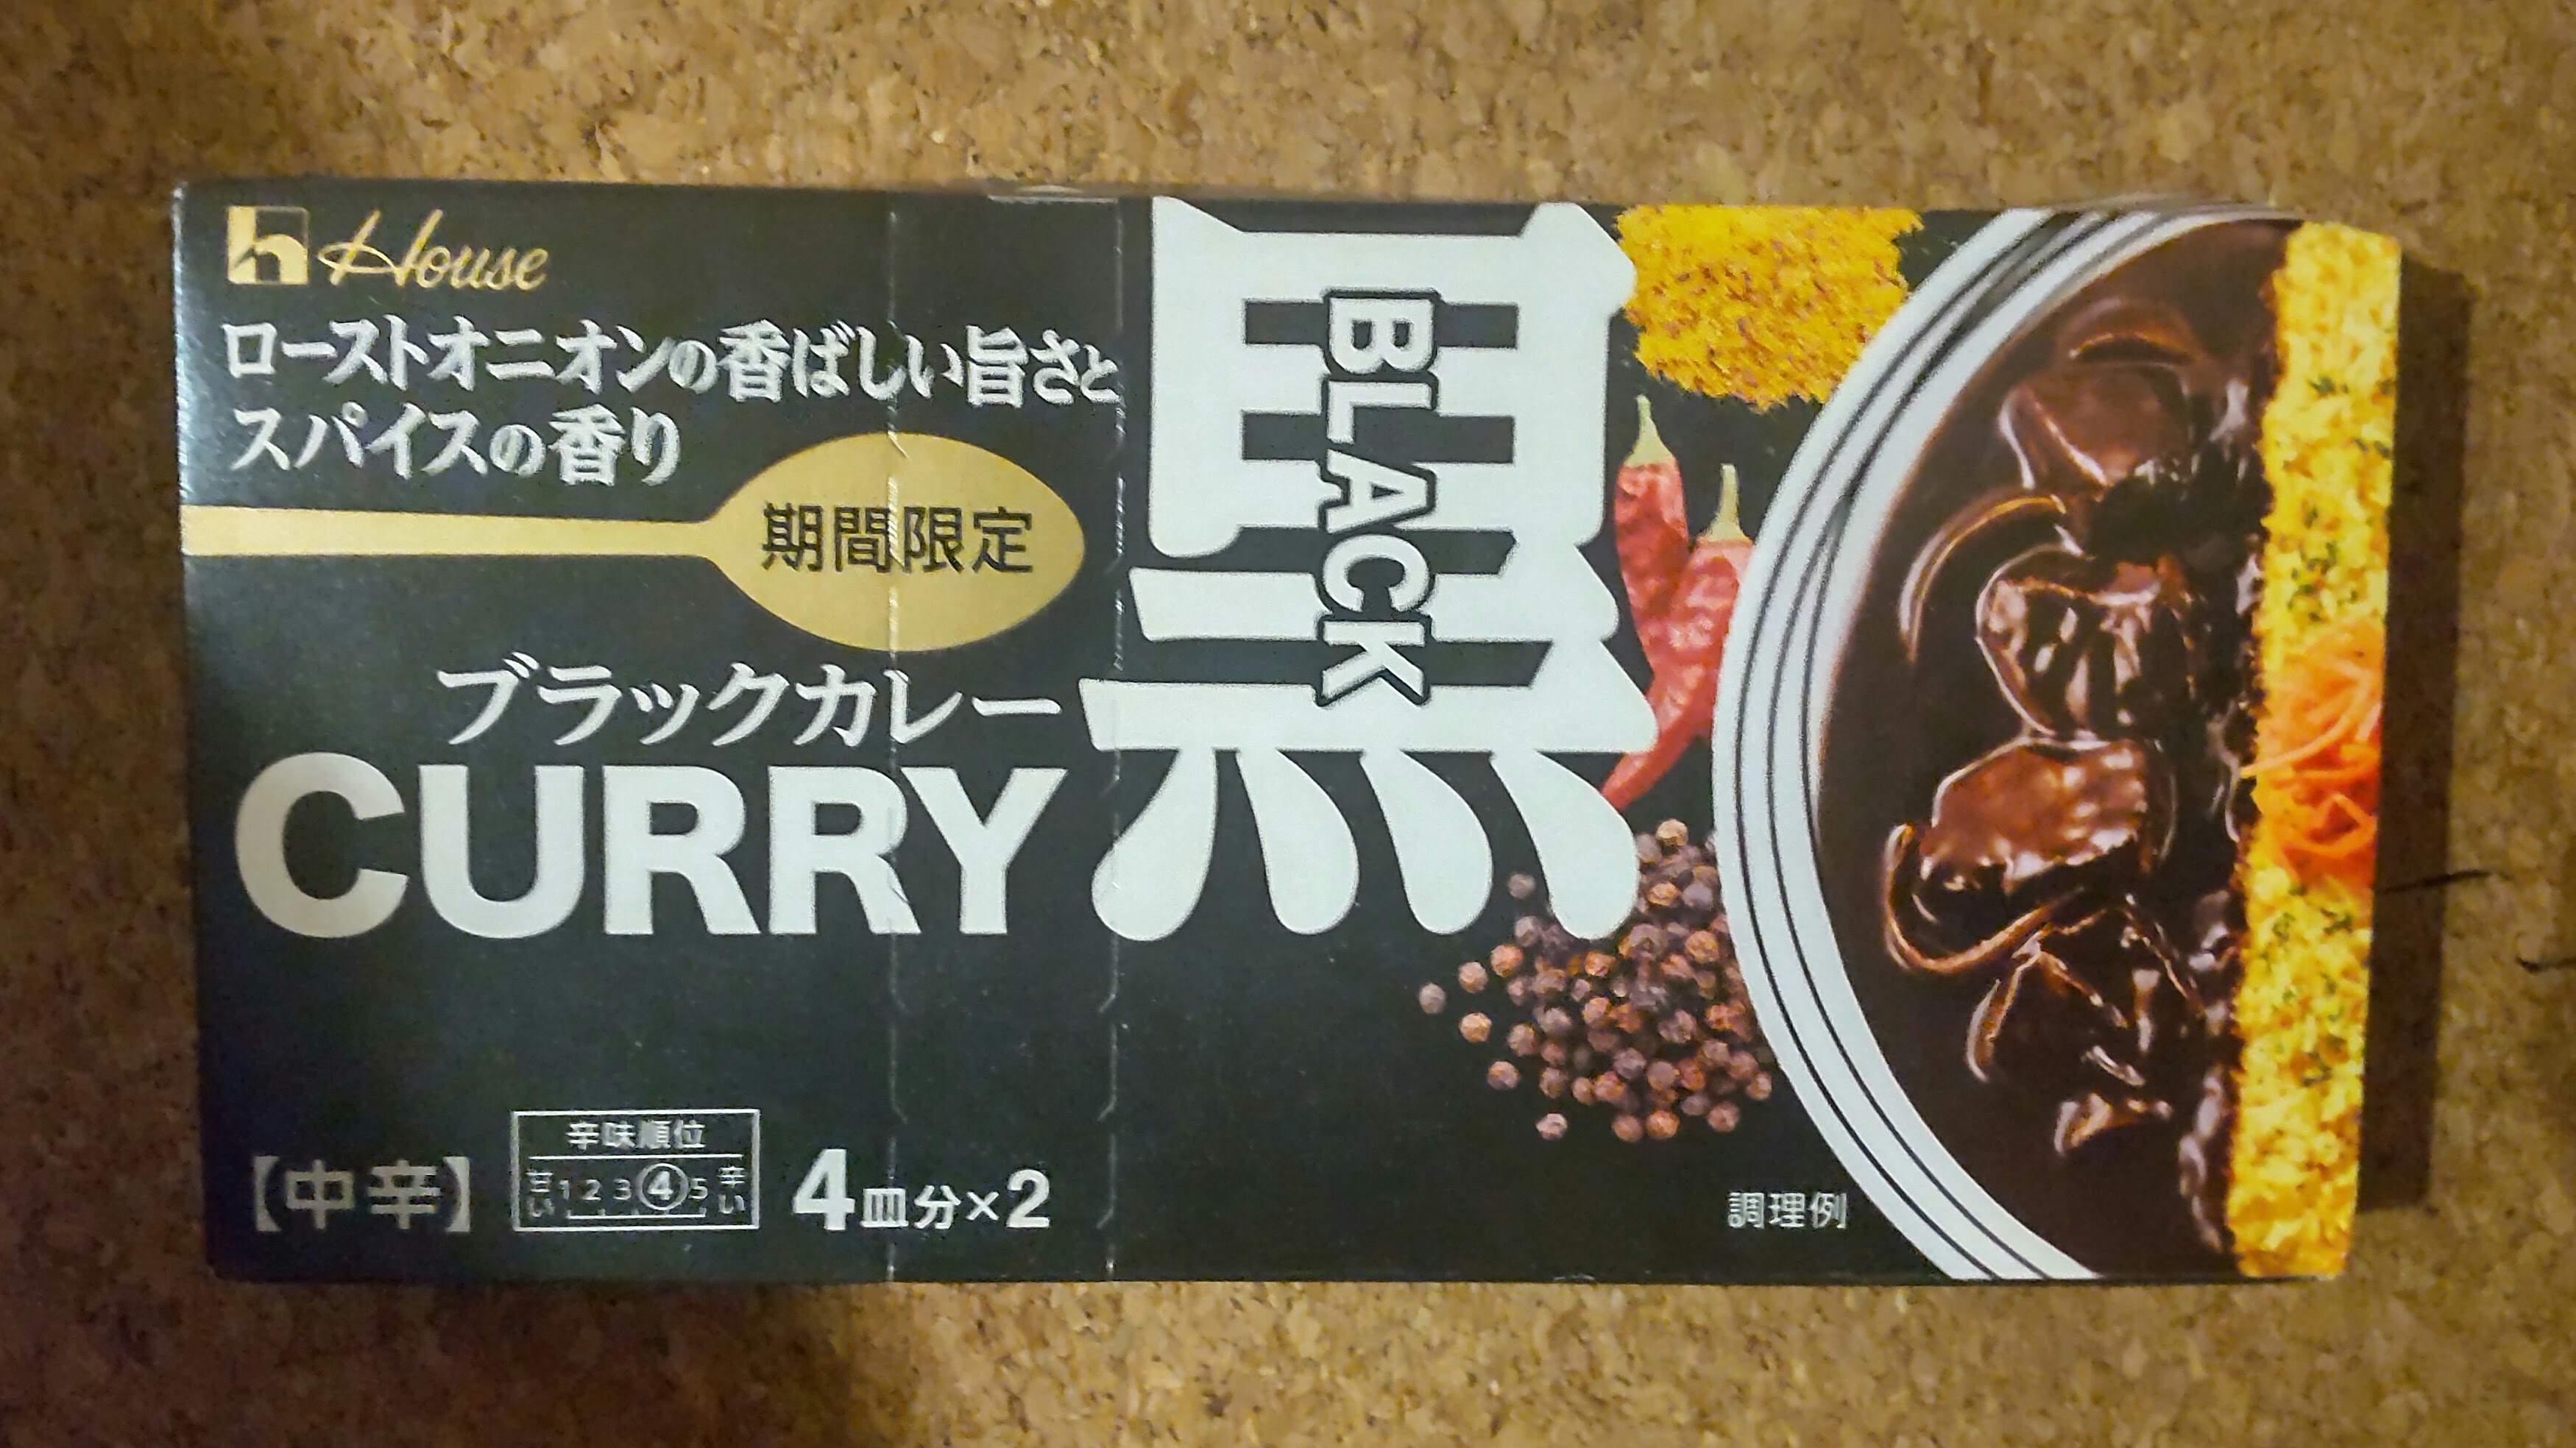 h House
ローストオニオンの香ばしい旨さと
スパイスの香り
期間限定
黒
BLACK
ブラックカレー
CURRY
【中辛】
辛味順位
甘い 1 2 3 ④ 5 辛い
4皿分×2
調理例